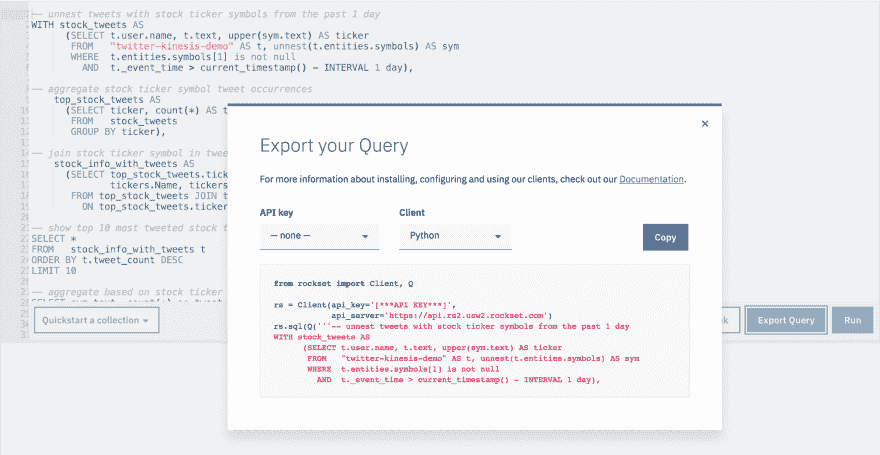 -- unnest tweets with stock ticker symbols from the past 1 day
WITH stock_tweets AS
(SELECT t.user.name, t.text, upper(sym.text) AS ticker
FROM "twitter-kinesis-demo" AS t, unnest(t.entities.symbols) AS sym
WHERE t.entities.symbols[1] is not null
AND t._event_time > current_timestamp() - INTERVAL 1 day),
-- aggregate stock ticker symbol tweet occurrences
top_stock_tweets AS
(SELECT ticker, count(*) AS t
FROM stock_tweets
GROUP BY ticker),
-- join stock ticker symbol in twee
stock_info_with_tweets AS
(SELECT top_stock_tweets.tick
tickers.Name, tickers
FROM top_stock_tweets JOIN t
ON top_stock_tweets.ticker
-- show top 10 most tweeted stock t
SELECT *
FROM stock_info_with_tweets t
ORDER BY t.tweet_count DESC
LIMIT 10
-- aggregate based on stock ticker
Quickstart a collection
Export Query
Run
×
Export your Query
For more information about installing, configuring and using our clients, check out our Documentation.
API key
Client
— none —
Python
Copy
from rockset import Client, Q
rs = Client(api_key='[***API KEY***]',
api_server='https://api.rs2.usw2.rockset.com')
rs.sql(Q('''-- unnest tweets with stock ticker symbols from the past 1 day
WITH stock_tweets AS
(SELECT t.user.name, t.text, upper(sym.text) AS ticker
FROM "twitter-kinesis-demo" AS t, unnest(t.entities.symbols) AS sym
WHERE t.entities.symbols[1] is not null
AND t._event_time > current_timestamp() - INTERVAL 1 day),